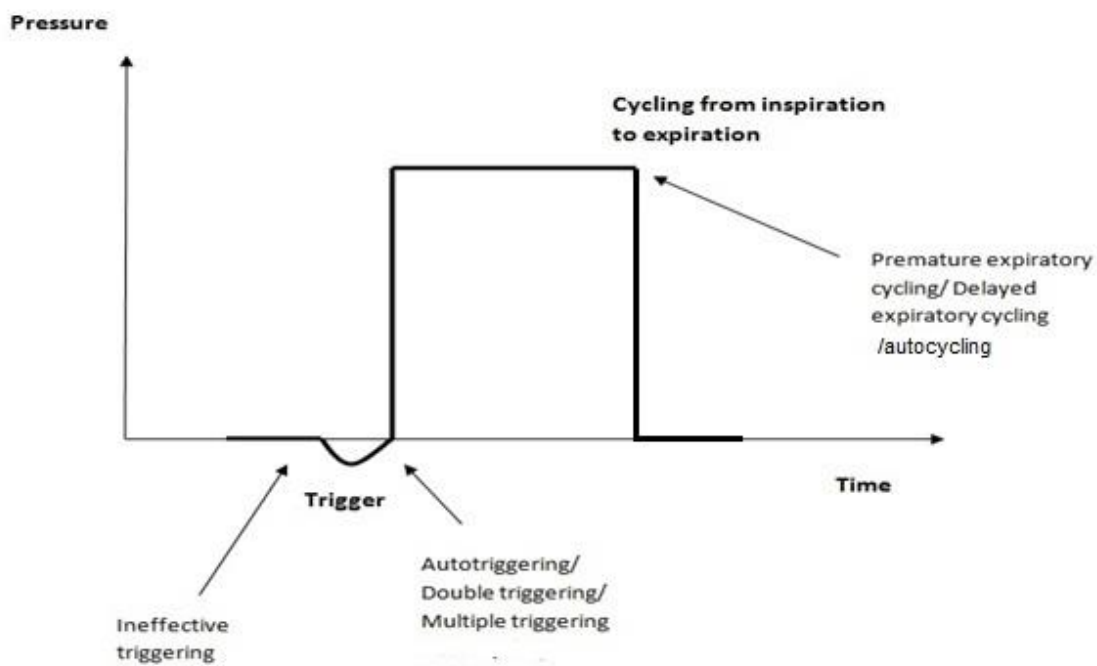 Pressure
Cycling from inspiration
to expiration
Premature expiratory
cycling/ Delayed
expiratory cycling
/autocycling
Time
Trigger
Autotriggering/
Double triggering/
Multiple triggering
Ineffective
triggering